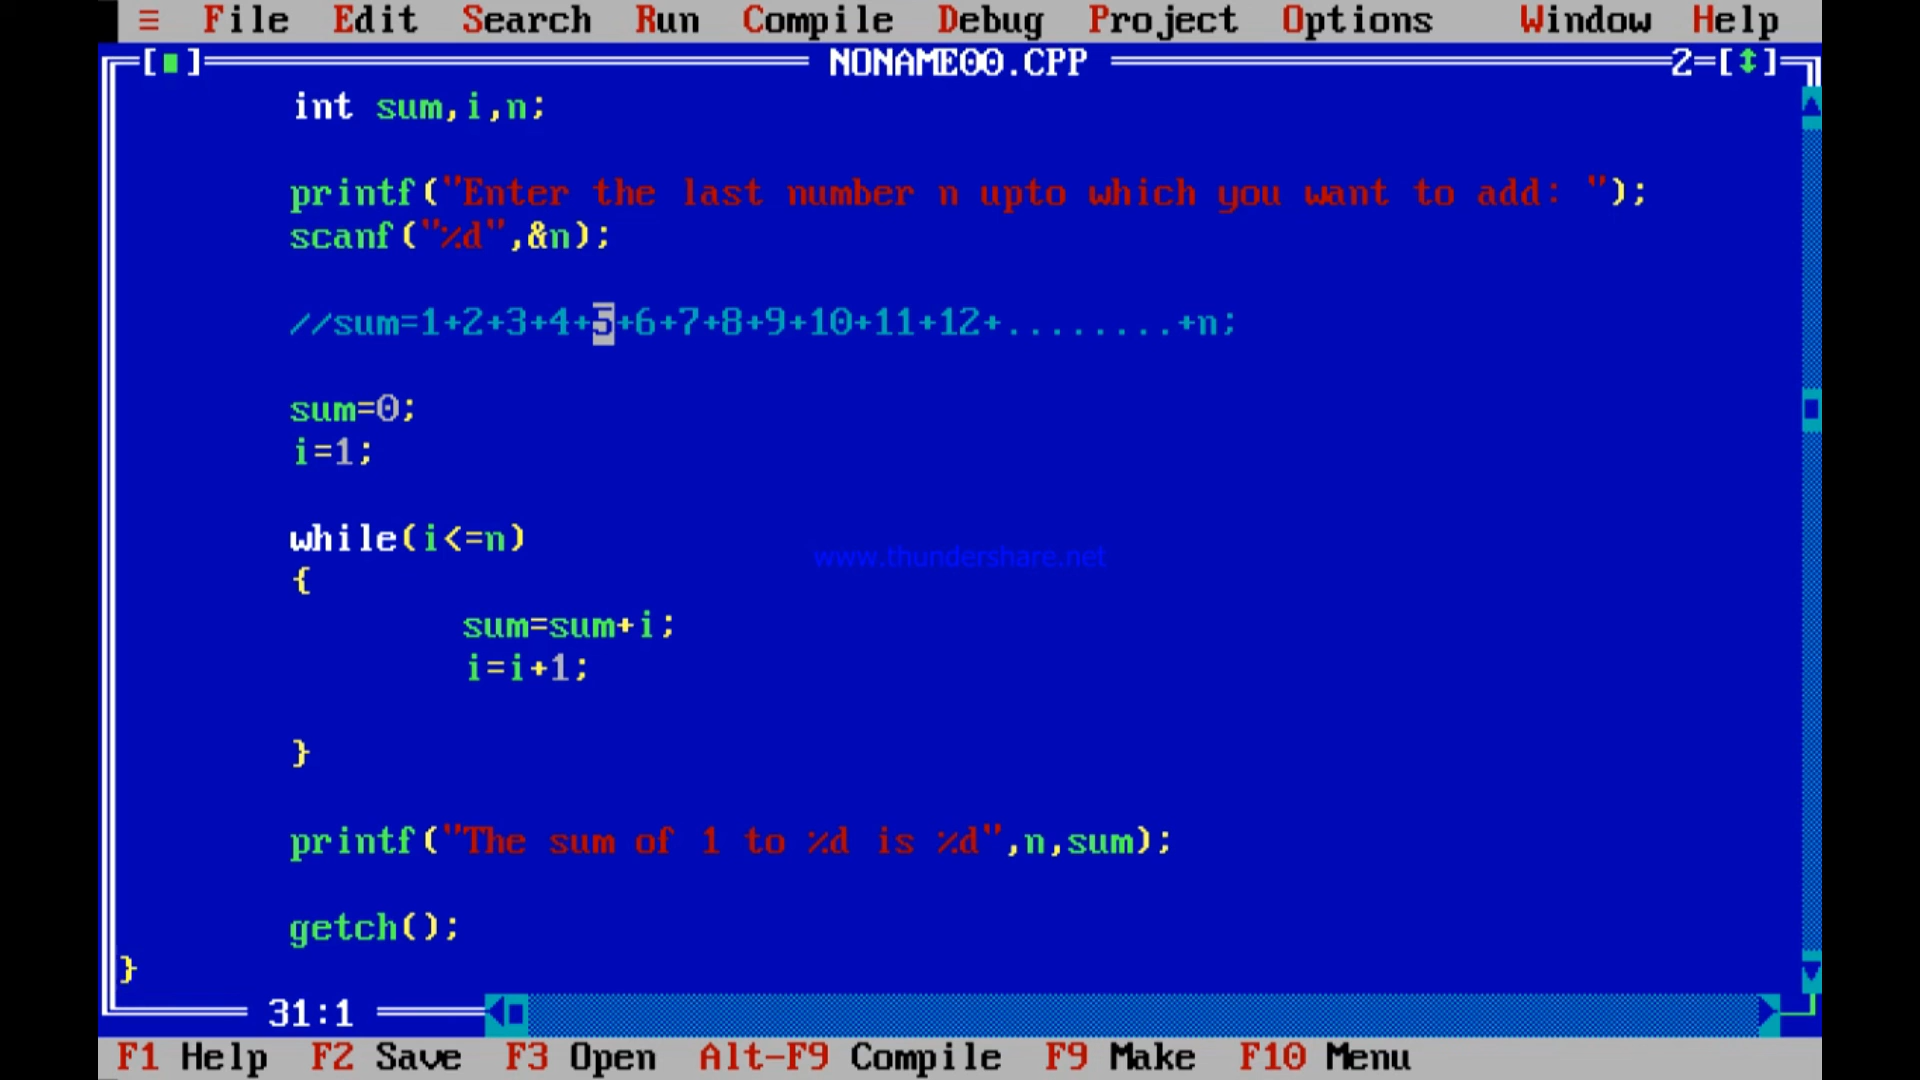 ≡ File Edit Search Run Compile Debug Project Options Window Help
[■] NONAME00.CPP 2=[↕]
int sum,i,n;
printf("Enter the last number n upto which you want to add: ");
scanf("%d",&n);
//sum=1+2+3+4+5+6+7+8+9+10+11+12+........+n;
sum=0;
i=1;
while(i<=n)
{
www.thundershare.net
sum=sum+i;
i=i+1;
}
printf("The sum of 1 to %d is %d",n,sum);
getch();
}
31:1
F1 Help F2 Save F3 Open Alt-F9 Compile F9 Make F10 Menu